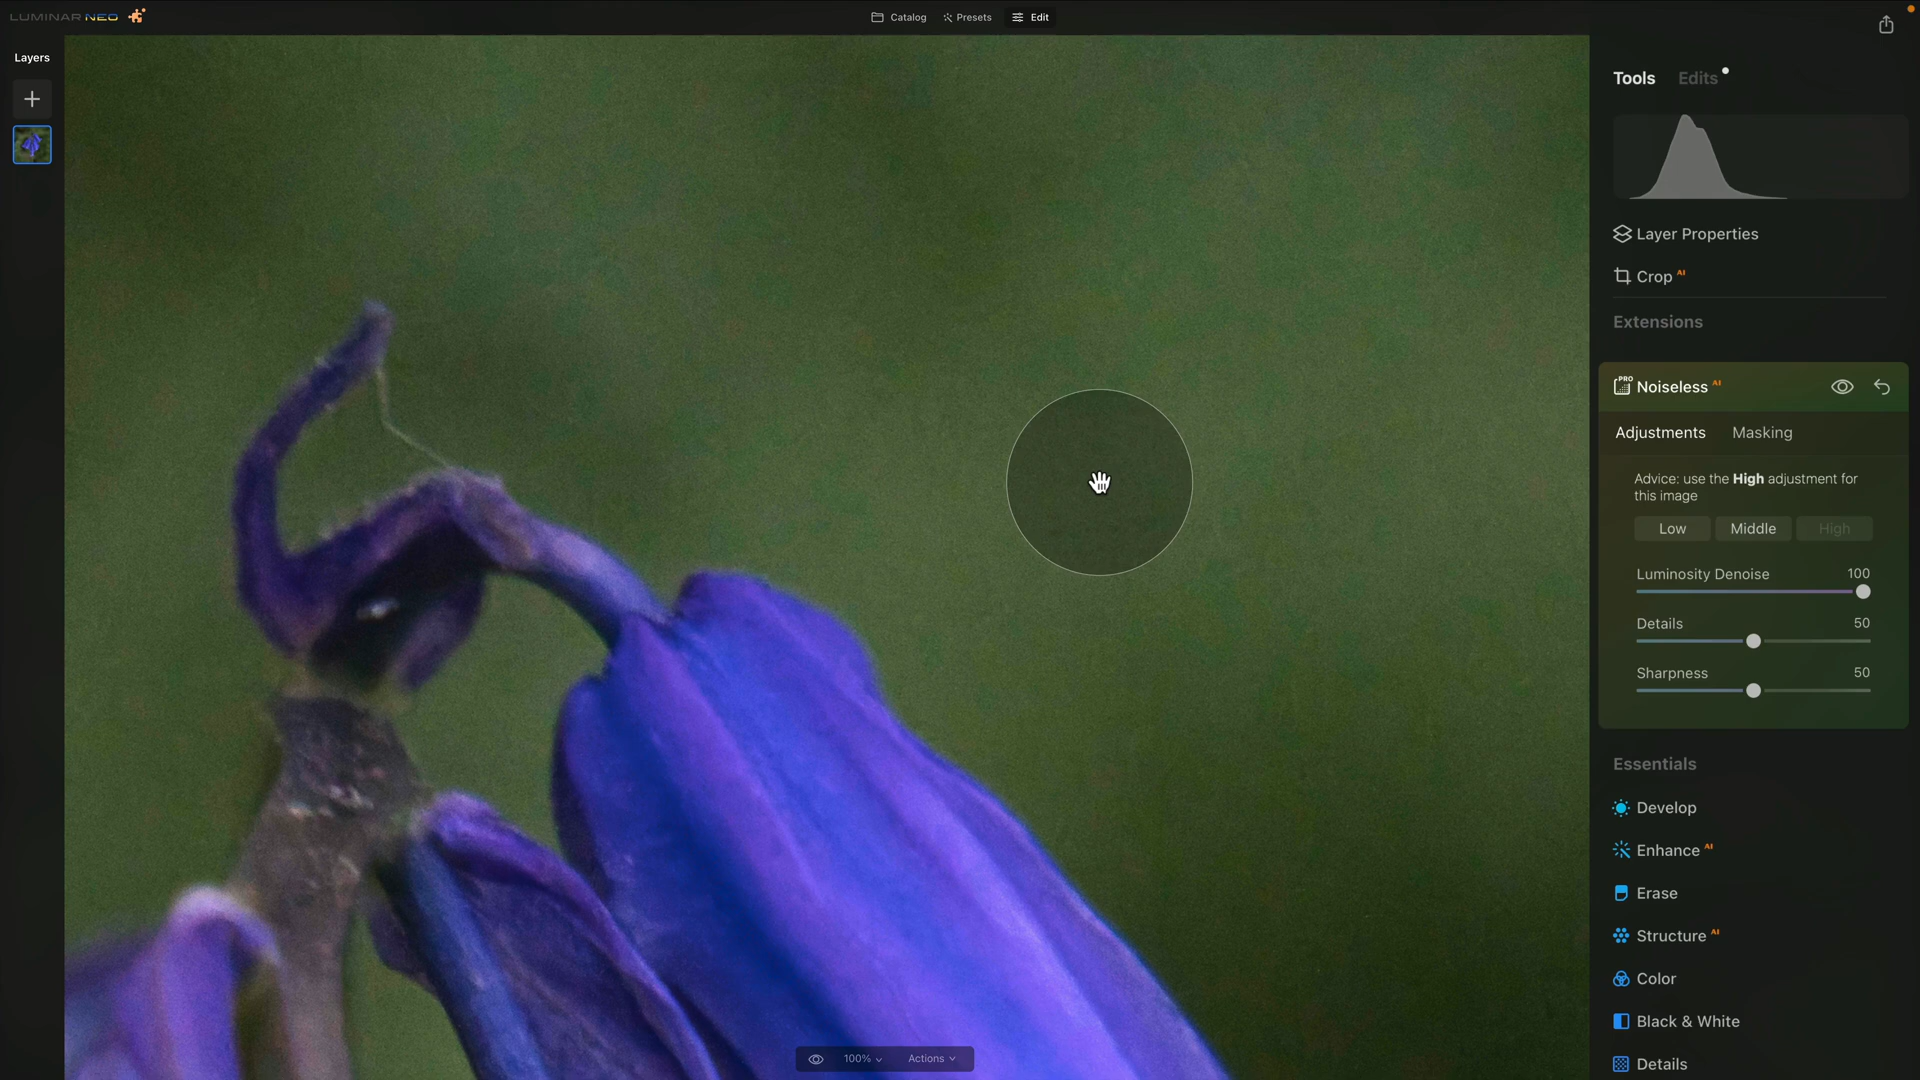 LUMINAR NEO
Catalog
Presets
Edit
Layers
Tools
Edits
Layer Properties
Crop AI
Extensions
PRO
Noiseless AI
Adjustments
Masking
Advice: use the High adjustment for
this image
Low
Middle
High
Luminosity Denoise
100
Details
50
Sharpness
50
Essentials
Develop
Enhance AI
Erase
Structure AI
Color
Black & White
Details
100%
Actions